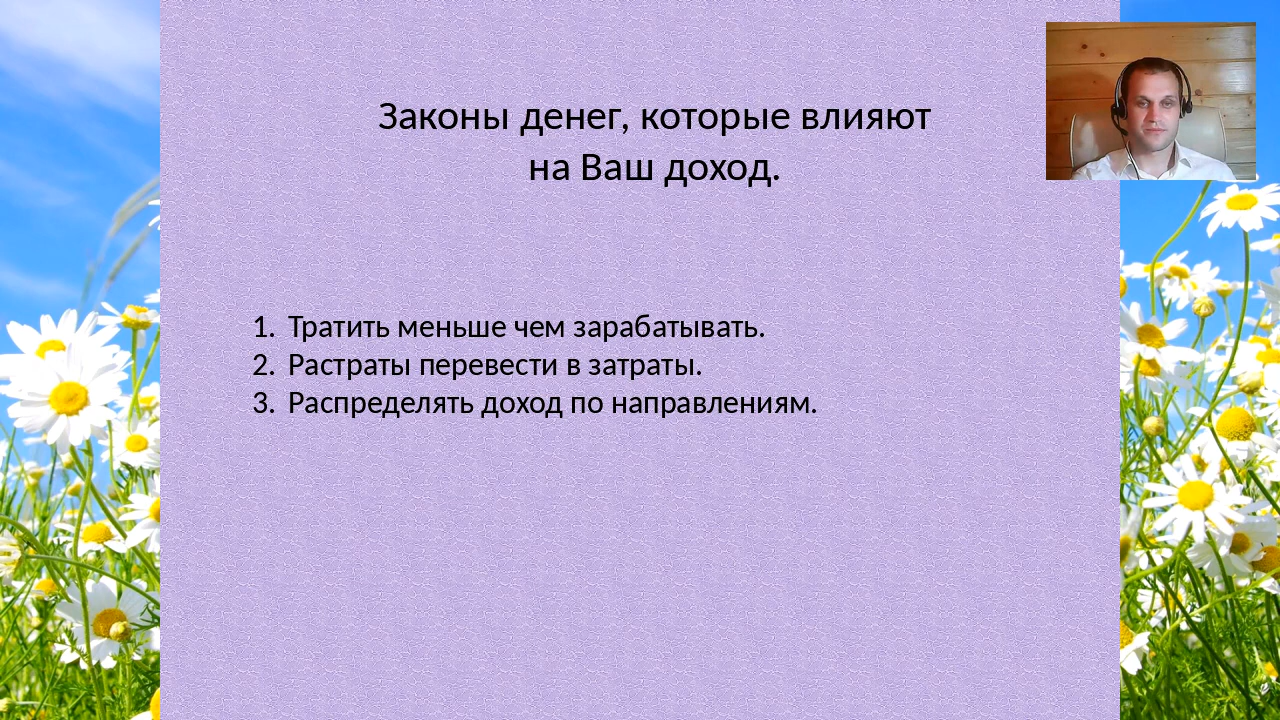 Законы денег, которые влияют
на Ваш доход.
1. Тратить меньше чем зарабатывать.
2. Растраты перевести в затраты.
3. Распределять доход по направлениям.